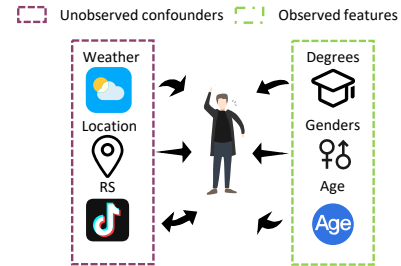 Unobserved confounders
Observed features
Weather
Location
RS
Degrees
Genders
Age
Age